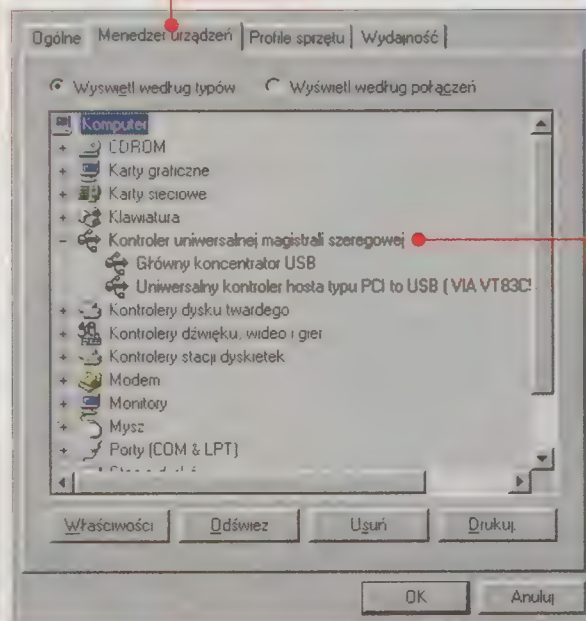 Ogólne Menedżer urządzeń Profile sprzętu Wydajność
Wyświetl według typów Wyświetl według połączeń
Komputer
CDROM
Karty graficzne
Karty sieciowe
Klawiatura
Kontroler uniwersalnej magistrali szeregowej
Główny koncentrator USB
Uniwersalny kontroler hosta typu PCI to USB ( VIA VT83C
Kontrolery dysku twardego
Kontrolery dźwięku, wideo i gier
Kontrolery stacji dyskietek
Modem
Monitory
Mysz
Porty (COM & LPT)
Właściwości Odśwież Usuń Drukuj.
OK Anuluj